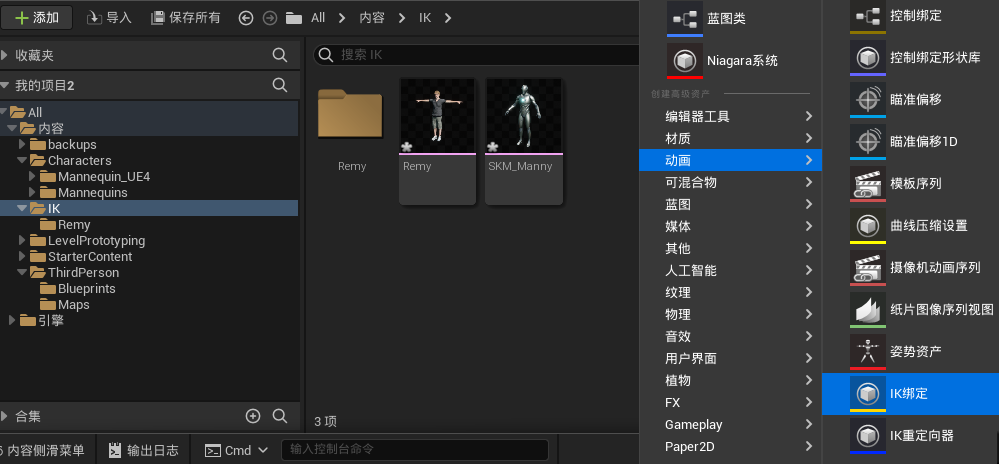 添加
导入
保存所有
All
内容
IK
收藏夹
我的项目2
All
内容
backups
Characters
Mannequin_UE4
Mannequins
IK
Remy
LevelPrototyping
StarterContent
ThirdPerson
Blueprints
Maps
引擎
合集
搜索 IK
Remy
Remy
SKM_Manny
3 项
内容侧滑菜单
输出日志
Cmd
输入控制台命令
蓝图类
Niagara系统
创建高级资产
编辑器工具
材质
动画
可混合物
蓝图
媒体
其他
人工智能
纹理
物理
音效
用户界面
植物
FX
Gameplay
Paper2D
控制绑定
控制绑定形状库
瞄准偏移
瞄准偏移1D
模板序列
曲线压缩设置
摄像机动画序列
纸片图像序列视图
姿势资产
IK绑定
IK重定向器